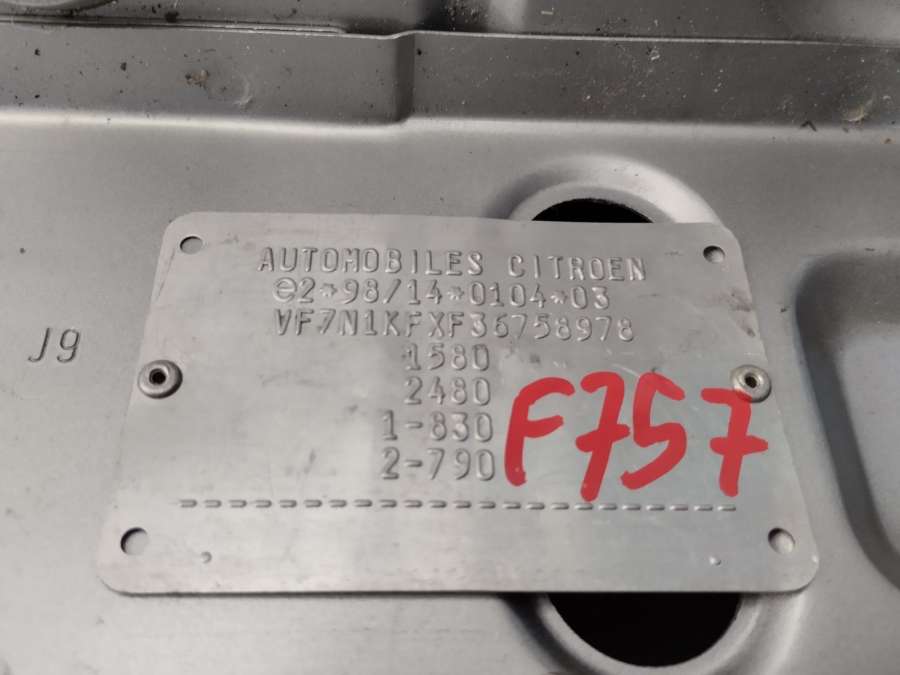 AUTOMOBILES CITROEN
e2*98/14*0104*03
VF7N1KFXF36758978
1580
2480
1-830
2-790
F757
J9